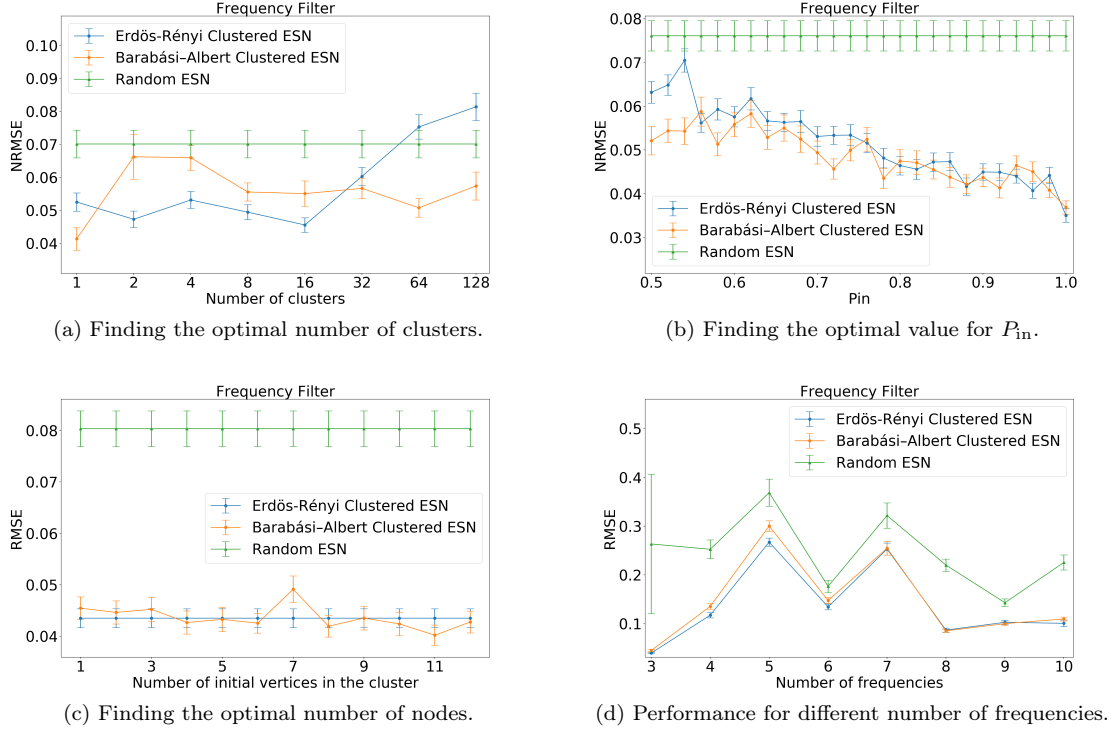 Frequency Filter
Erdös-Rényi Clustered ESN
Barabási–Albert Clustered ESN
Random ESN
NRMSE
0.10
0.09
0.08
0.07
0.06
0.05
0.04
1 2 4 8 16 32 64 128
Number of clusters
(a) Finding the optimal number of clusters.
Frequency Filter
NRMSE
0.08
0.07
0.06
0.05
0.04
0.03
Erdös-Rényi Clustered ESN
Barabási–Albert Clustered ESN
Random ESN
0.5 0.6 0.7 0.8 0.9 1.0
Pin
(b) Finding the optimal value for P_in.
Frequency Filter
RMSE
0.08
0.07
0.06
0.05
0.04
Erdös-Rényi Clustered ESN
Barabási–Albert Clustered ESN
Random ESN
1 3 5 7 9 11
Number of initial vertices in the cluster
(c) Finding the optimal number of nodes.
Frequency Filter
Erdös-Rényi Clustered ESN
Barabási–Albert Clustered ESN
Random ESN
RMSE
0.5
0.4
0.3
0.2
0.1
3 4 5 6 7 8 9 10
Number of frequencies
(d) Performance for different number of frequencies.